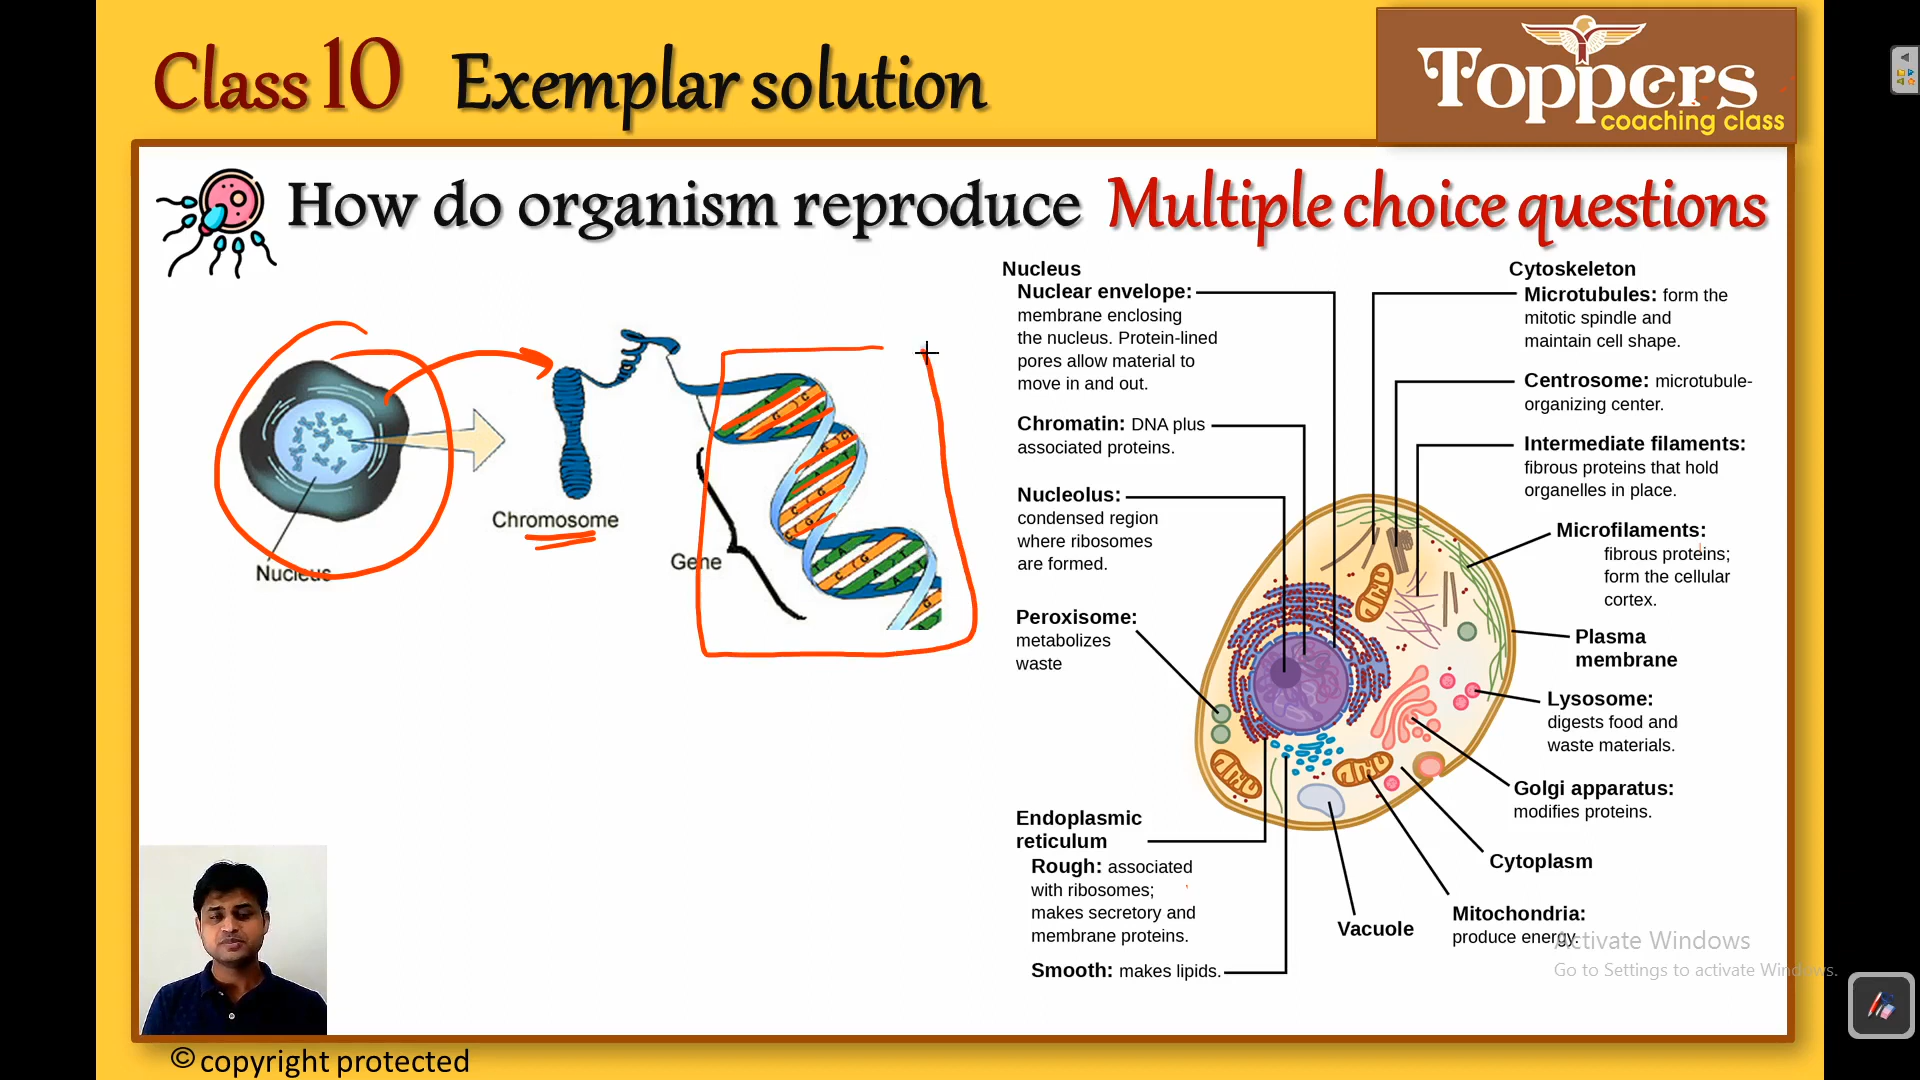 Class 10 Exemplar solution
Toppers
coaching class
How do organism reproduce Multiple choice questions
Nucleus
Chromosome
Gene
Nucleus
Nuclear envelope:
membrane enclosing
the nucleus. Protein-lined
pores allow material to
move in and out.
Chromatin: DNA plus
associated proteins.
Nucleolus:
condensed region
where ribosomes
are formed.
Peroxisome:
metabolizes
waste
Endoplasmic
reticulum
Rough: associated
with ribosomes;
makes secretory and
membrane proteins.
Smooth: makes lipids.
Cytoskeleton
Microtubules: form the
mitotic spindle and
maintain cell shape.
Centrosome: microtubule-
organizing center.
Intermediate filaments:
fibrous proteins that hold
organelles in place.
Microfilaments:
fibrous proteins;
form the cellular
cortex.
Plasma
membrane
Lysosome:
digests food and
waste materials.
Golgi apparatus:
modifies proteins.
Cytoplasm
Mitochondria:
produce energy.
Vacuole
Activate Windows
Go to Settings to activate Windows.
© copyright protected